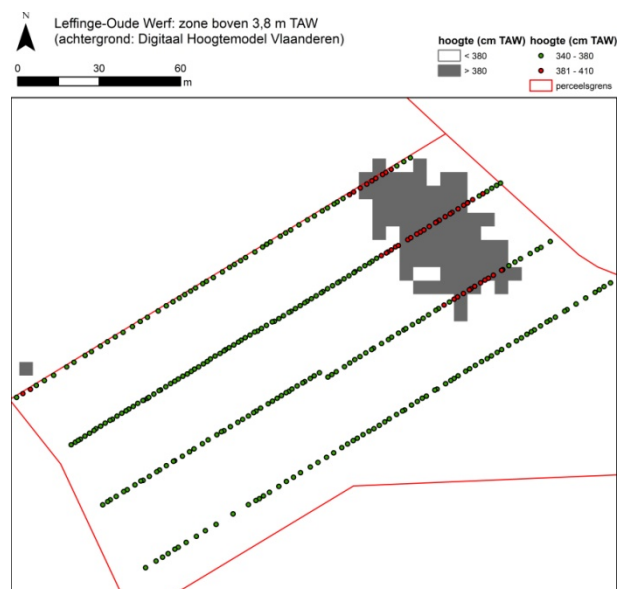 N
Leffinge-Oude Werf: zone boven 3,8 m TAW
(achtergrond: Digitaal Hoogtemodel Vlaanderen)
0 30 60
m
hoogte (cm TAW)
< 380
> 380
hoogte (cm TAW)
340 - 380
381 - 410
perceelsgrens